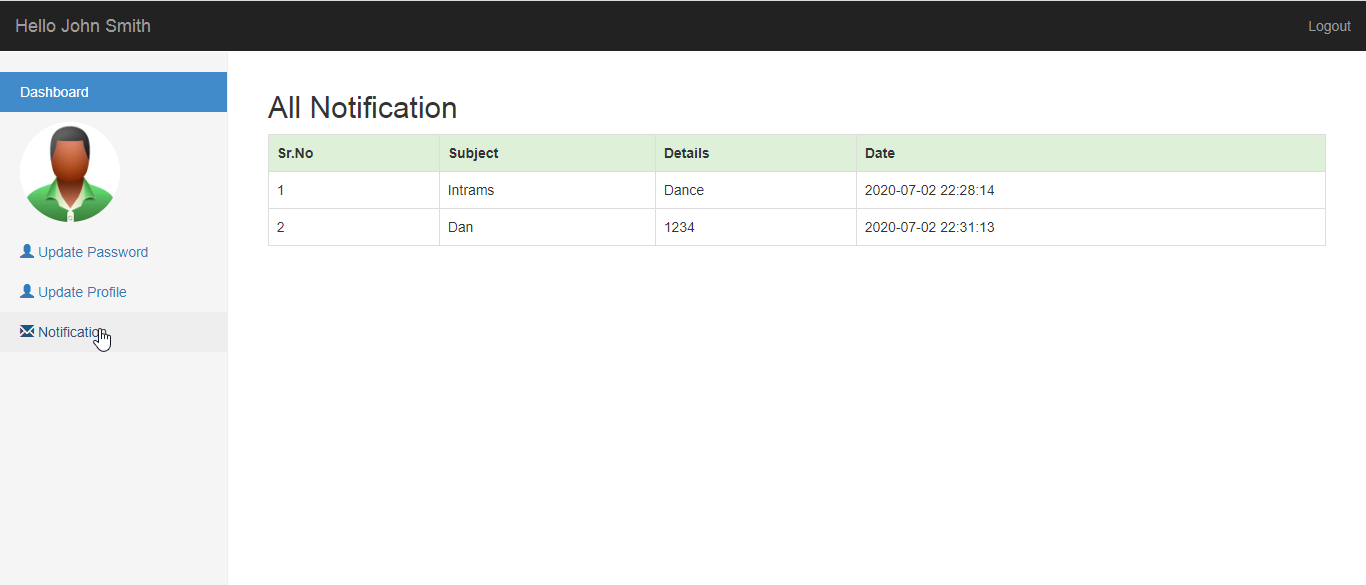 Hello John Smith
Logout
Dashboard
Update Password
Update Profile
Notification
All Notification
Sr.No Subject Details Date
1 Intrams Dance 2020-07-02 22:28:14
2 Dan 1234 2020-07-02 22:31:13